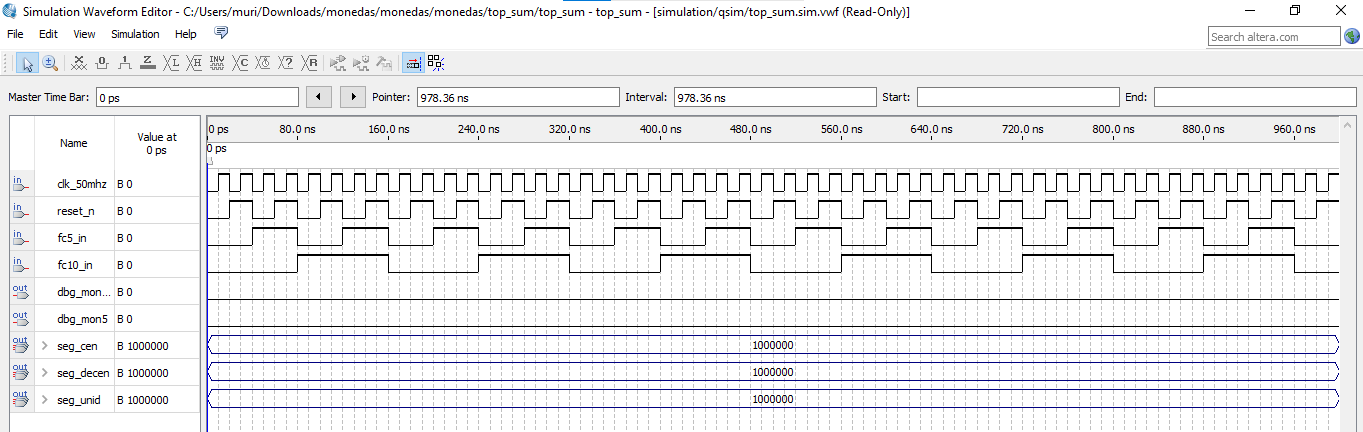 Simulation Waveform Editor - C:/Users/muri/Downloads/monedas/monedas/monedas/top_sum/top_sum - top_sum - [simulation/qsim/top_sum.sim.vwf (Read-Only)]
File Edit View Simulation Help
Search altera.com
Master Time Bar: 0 ps Pointer: 978.36 ns Interval: 978.36 ns Start: End:
Name Value at 0 ps
0 ps 80.0 ns 160.0 ns 240.0 ns 320.0 ns 400.0 ns 480.0 ns 560.0 ns 640.0 ns 720.0 ns 800.0 ns 880.0 ns 960.0 ns
0 ps
in clk_50mhz B 0
in reset_n B 0
in fc5_in B 0
in fc10_in B 0
out dbg_mon... B 0
out dbg_mon5 B 0
out seg_cen B 1000000 1000000
out seg_decen B 1000000 1000000
out seg_unid B 1000000 1000000